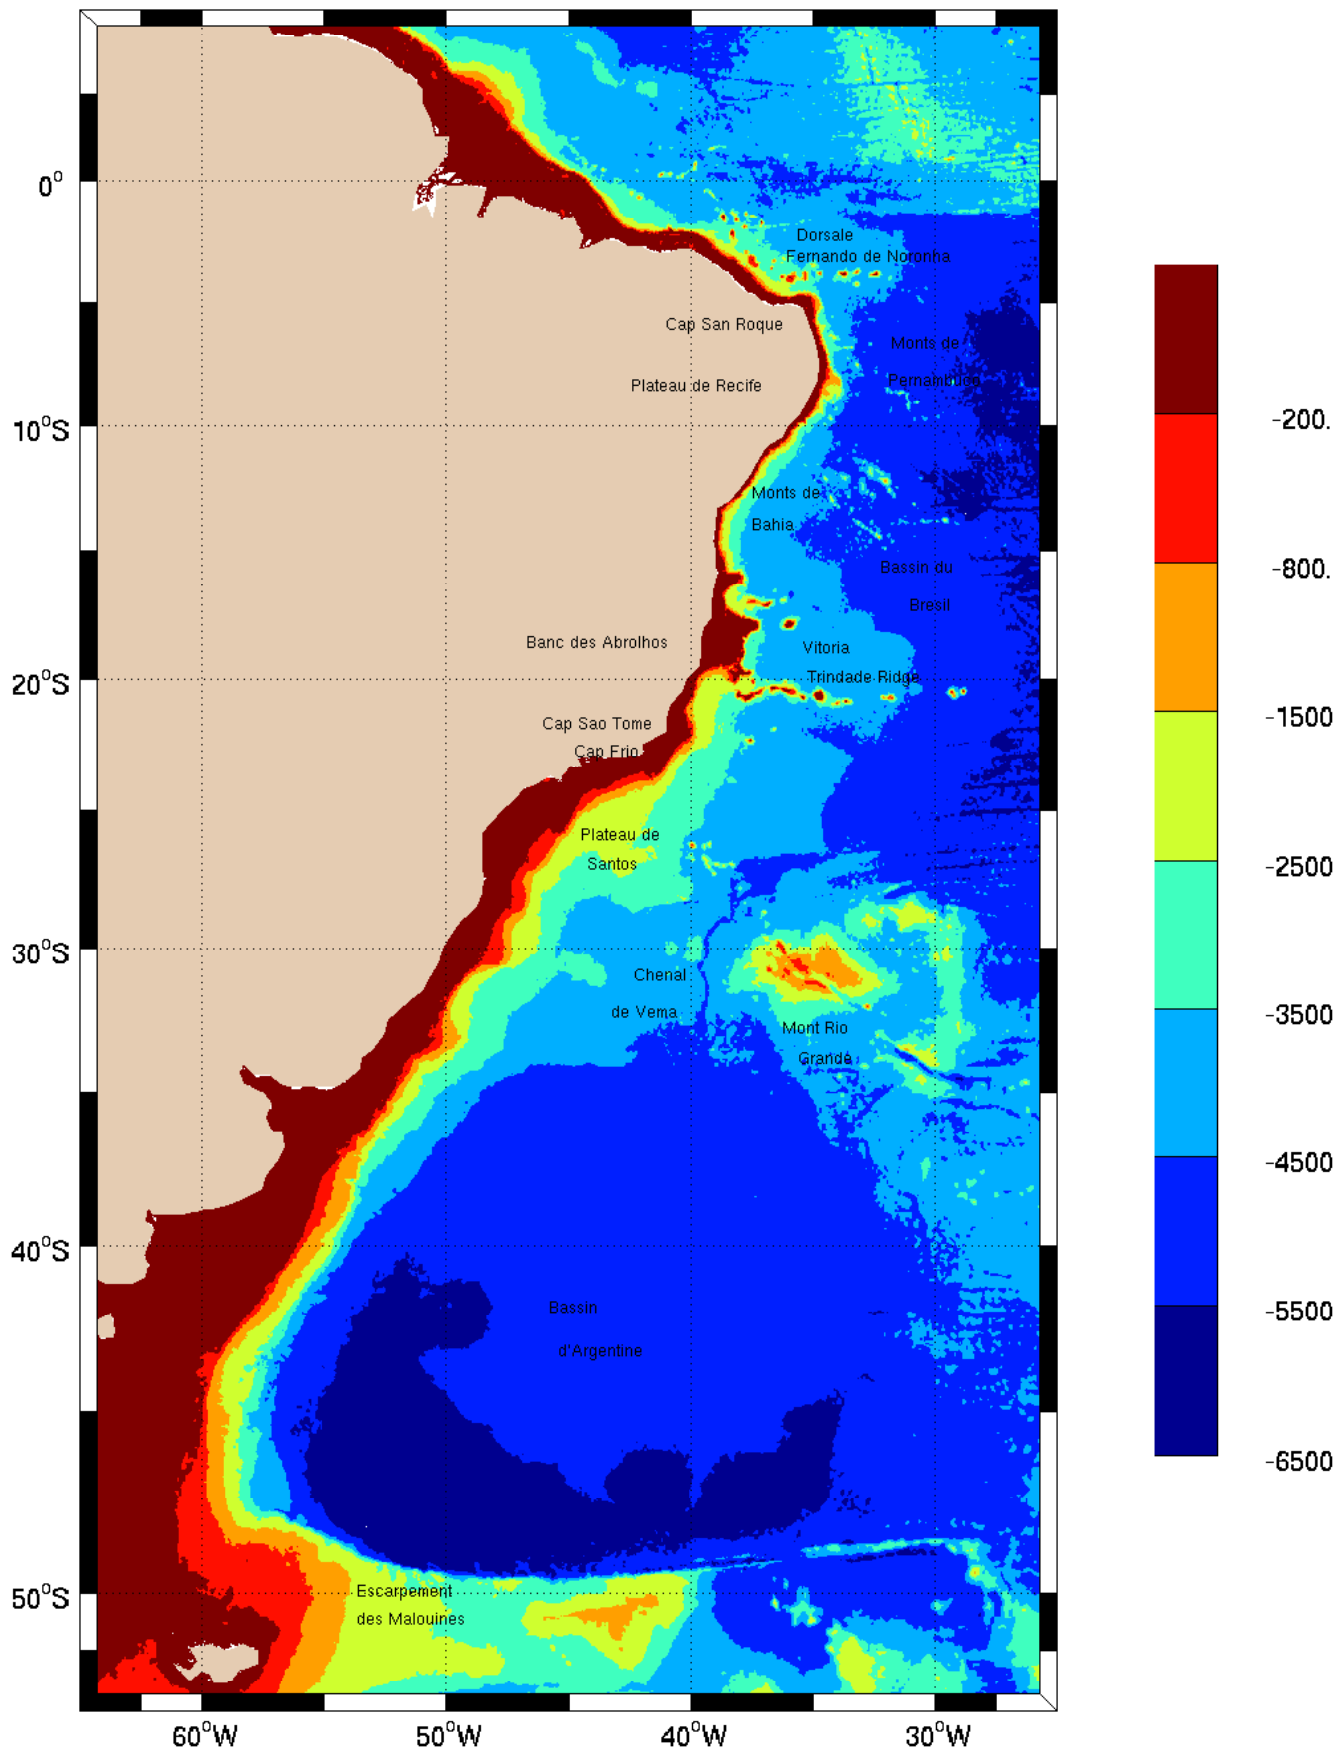 0°
10°S
20°S
30°S
40°S
50°S
60°W
50°W
40°W
30°W
Dorsale
Fernando de Noronha
Cap San Roque
Monts de
Pernambuco
Plateau de Recife
Monts de
Bahia
Bassin du
Bresil
Banc des Abrolhos
Vitoria
Trindade Ridge
Cap Sao Tome
Cap Frio
Plateau de
Santos
Chenal
de Vema
Mont Rio
Grande
Bassin
d'Argentine
Escarpement
des Malouines
-200.
-800.
-1500
-2500
-3500
-4500
-5500
-6500